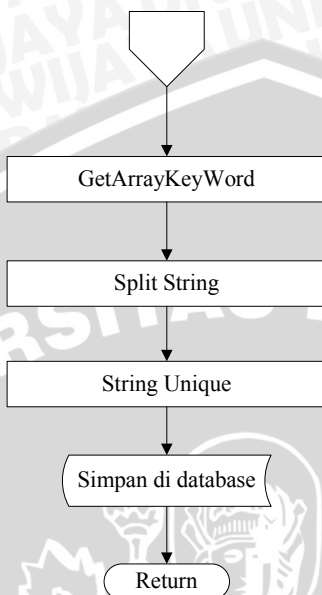 GetArrayKeyWord
Split String
String Unique
Simpan di database
Return